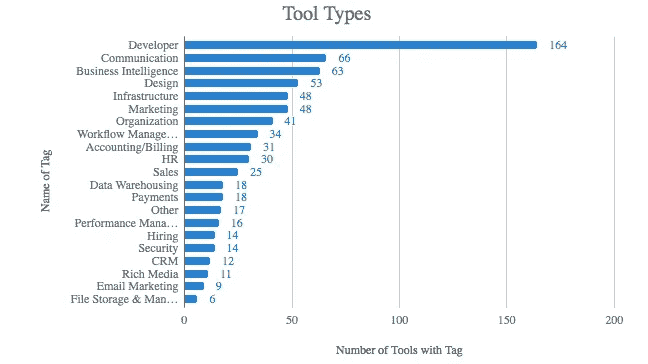 Tool Types
Developer 164
Communication 66
Business Intelligence 63
Design 53
Infrastructure 48
Marketing 48
Organization 41
Workflow Manage… 34
Accounting/Billing 31
HR 30
Sales 25
Data Warehousing 18
Payments 18
Other 17
Performance Mana… 16
Hiring 14
Security 14
CRM 12
Rich Media 11
Email Marketing 9
File Storage & Man… 6
Name of Tag
0 50 100 150 200
Number of Tools with Tag